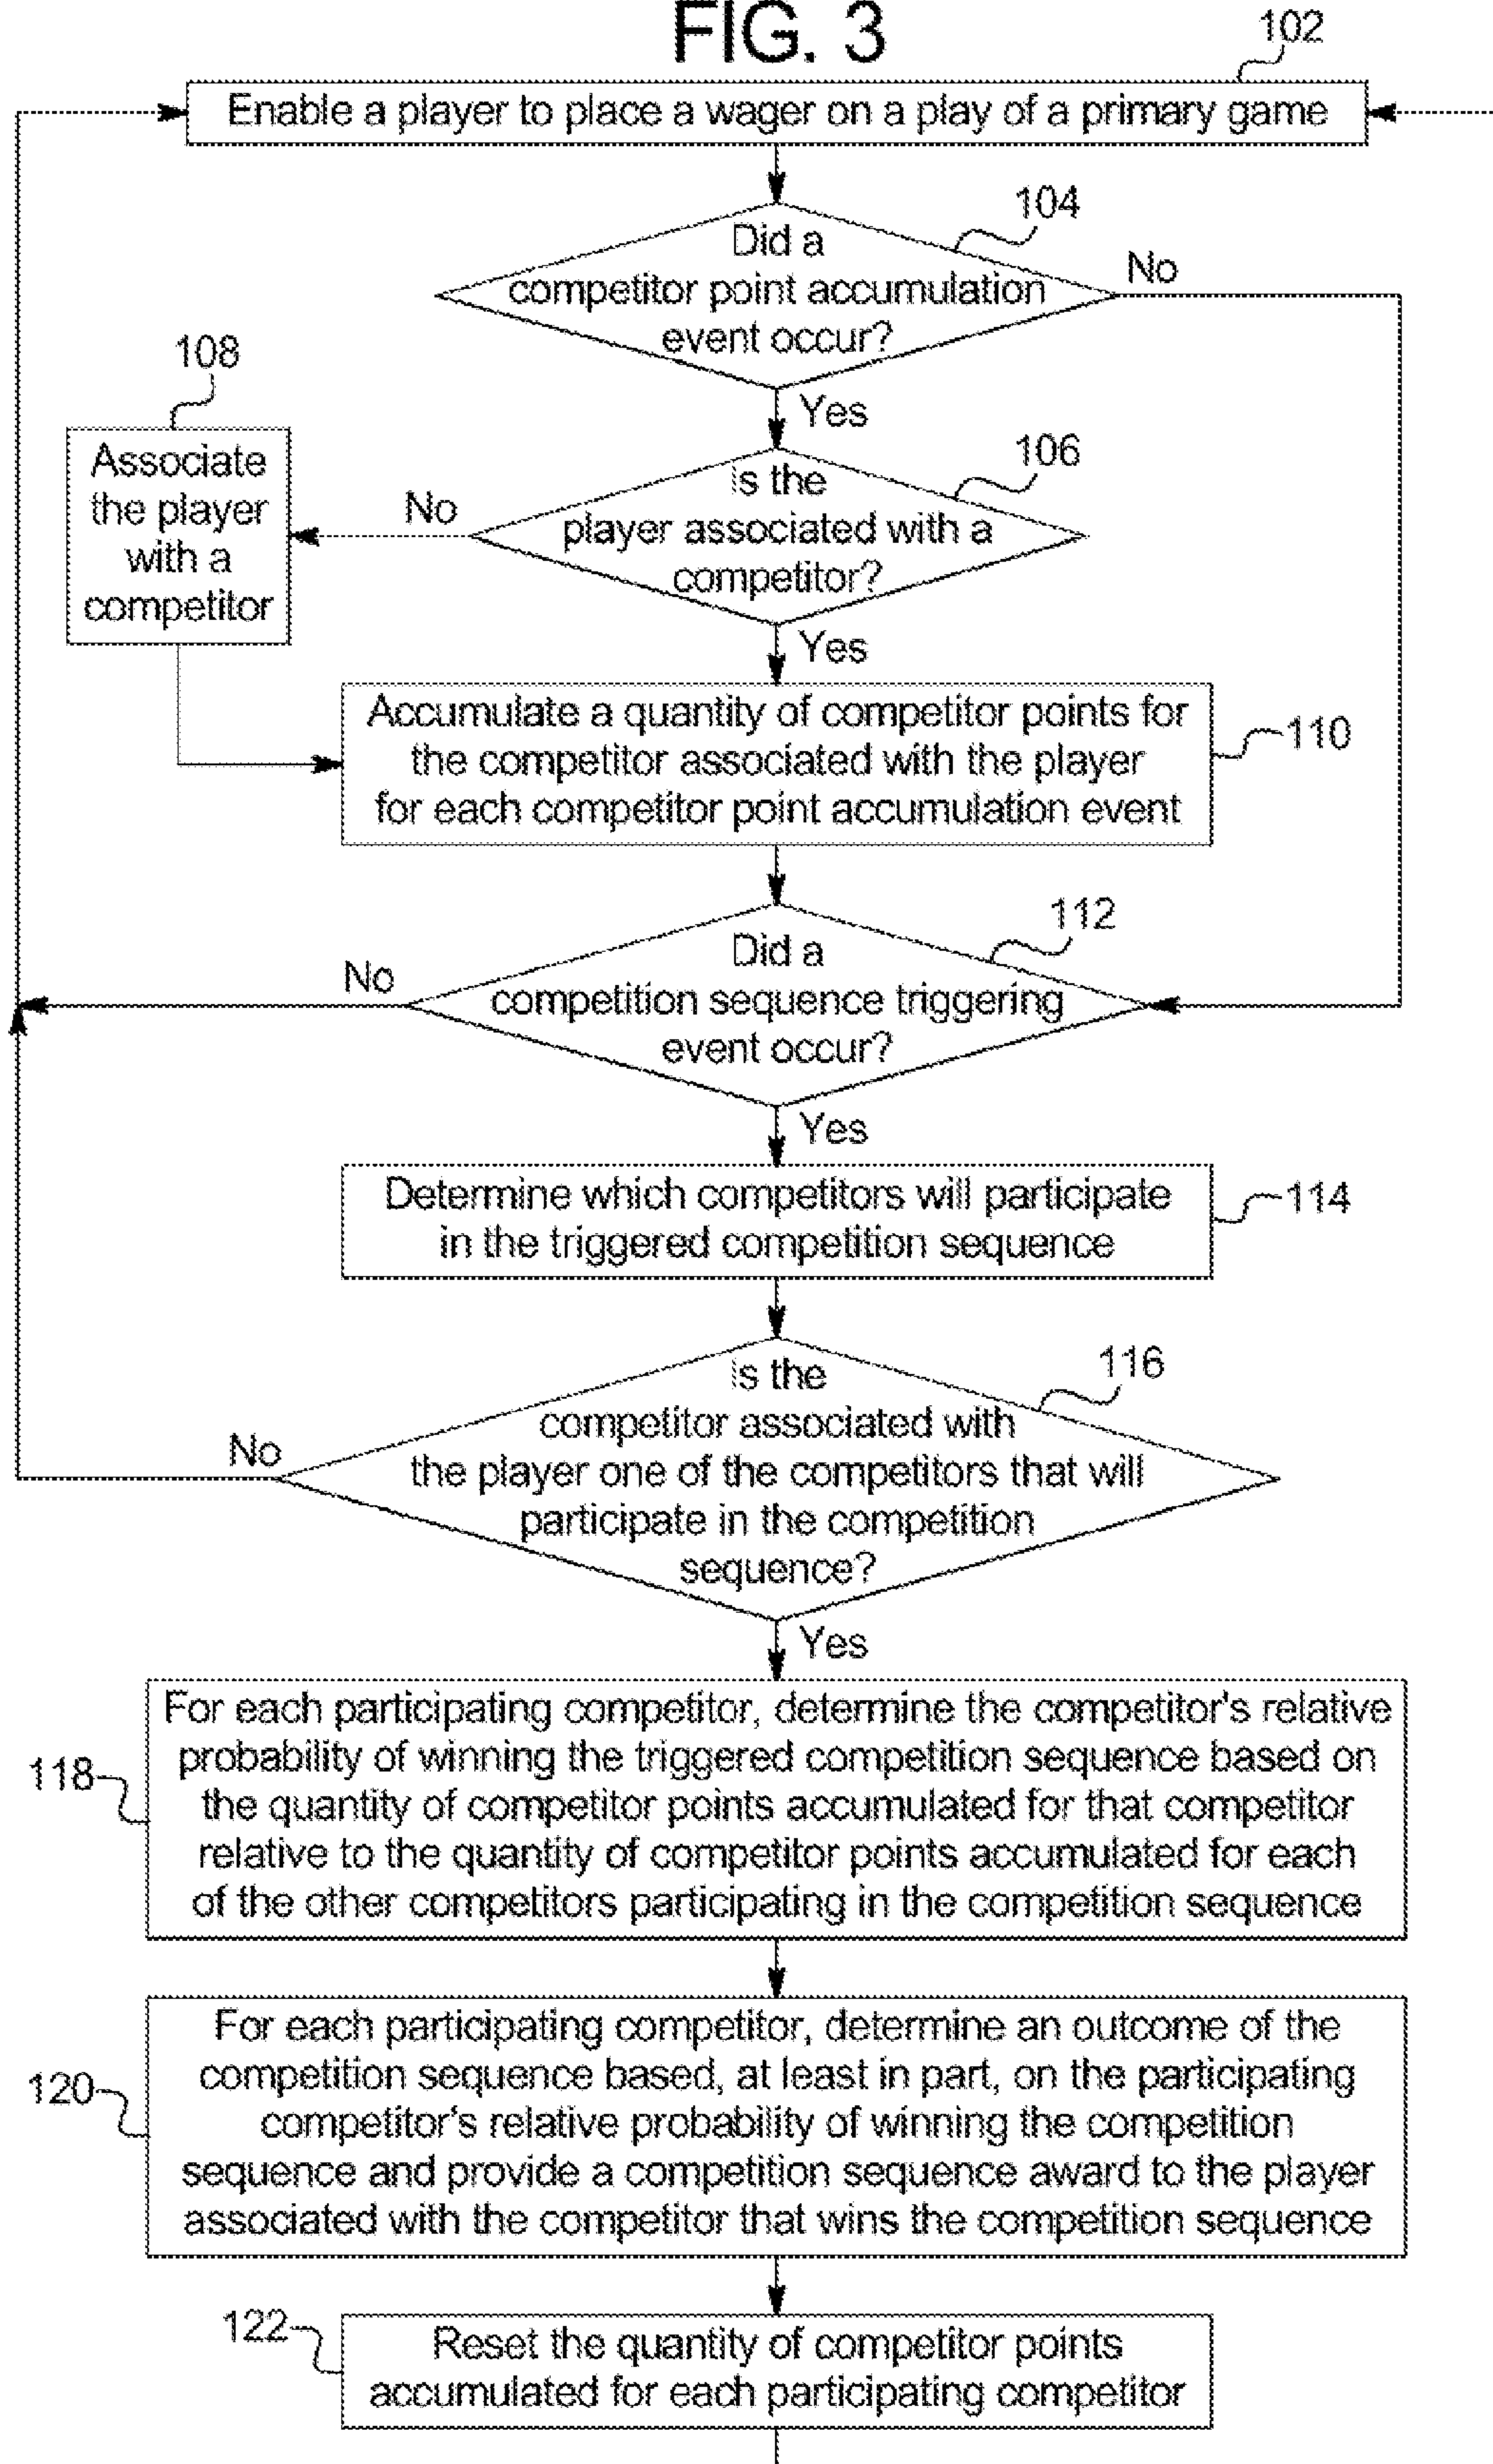 FIG. 3
102
Enable a player to place a wager on a play of a primary game
104
Did a
competitor point accumulation
event occur?
No
Yes
108
Associate
the player
with a
competitor
No
106
Is the
player associated with a
competitor?
Yes
Accumulate a quantity of competitor points for
the competitor associated with the player
for each competitor point accumulation event
110
112
Did a
competition sequence triggering
event occur?
No
Yes
Determine which competitors will participate
in the triggered competition sequence
114
116
Is the
competitor associated with
the player one of the competitors that will
participate in the competition
sequence?
No
Yes
118
For each participating competitor, determine the competitor's relative
probability of winning the triggered competition sequence based on
the quantity of competitor points accumulated for that competitor
relative to the quantity of competitor points accumulated for each
of the other competitors participating in the competition sequence
120
For each participating competitor, determine an outcome of the
competition sequence based, at least in part, on the participating
competitor's relative probability of winning the competition
sequence and provide a competition sequence award to the player
associated with the competitor that wins the competition sequence
122
Reset the quantity of competitor points
accumulated for each participating competitor